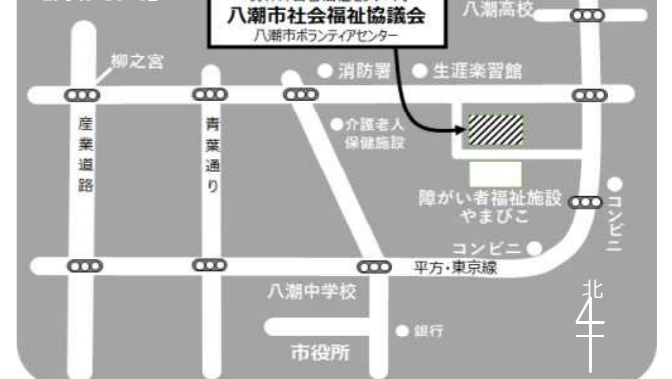 八潮市社会福祉協議会
八潮市ボランティアセンター
八潮高校
柳之宮
消防署
生涯楽習館
介護老人
保健施設
産業道路
青葉通り
障がい者福祉施設
やまびこ
コンビニ
コンビニ
平方・東京線
八潮中学校
北
銀行
市役所